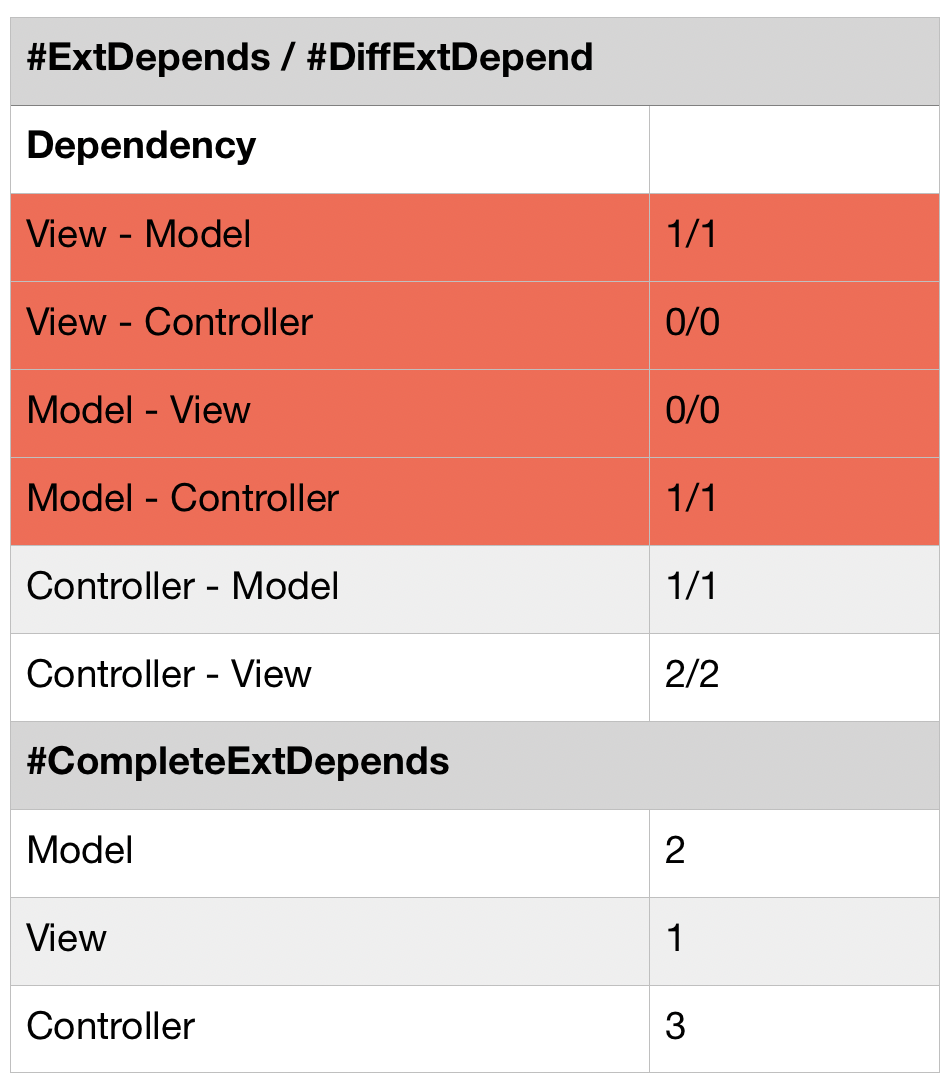 #ExtDepends / #DiffExtDepend
Dependency
View - Model 1/1
View - Controller 0/0
Model - View 0/0
Model - Controller 1/1
Controller - Model 1/1
Controller - View 2/2
#CompleteExtDepends
Model 2
View 1
Controller 3